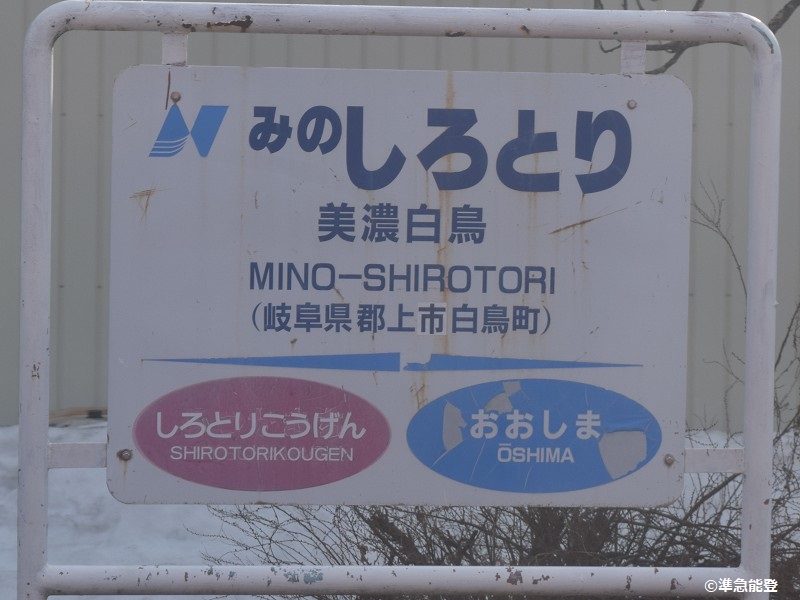 みのしろとり
美濃白鳥
MINO-SHIROTORI
(岐阜県郡上市白鳥町)
しろとりこうげん
SHIROTORIKOUGEN
おおしま
ŌSHIMA
©準急能登